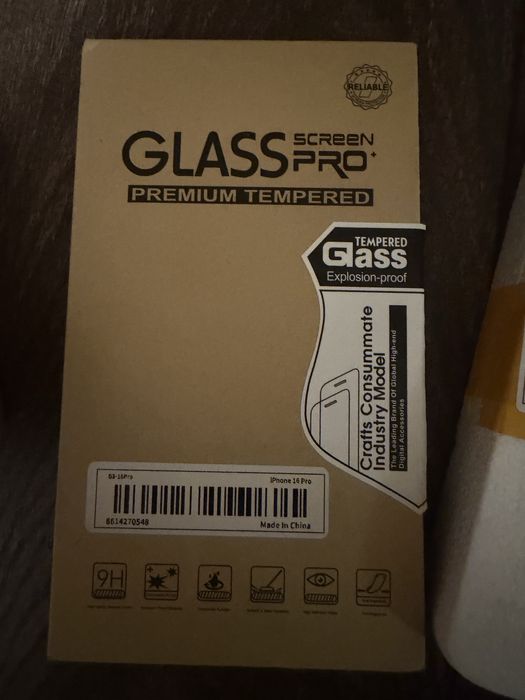 RELIABLE
GLASS SCREEN PRO+
PREMIUM TEMPERED
TEMPERED
Glass
Explosion-proof
Crafts Consummate
Industry Model
The Leading Brand Of Global High-end
Digital Accessories
iPhone 16 Pro
6614270548
Made In China
9H